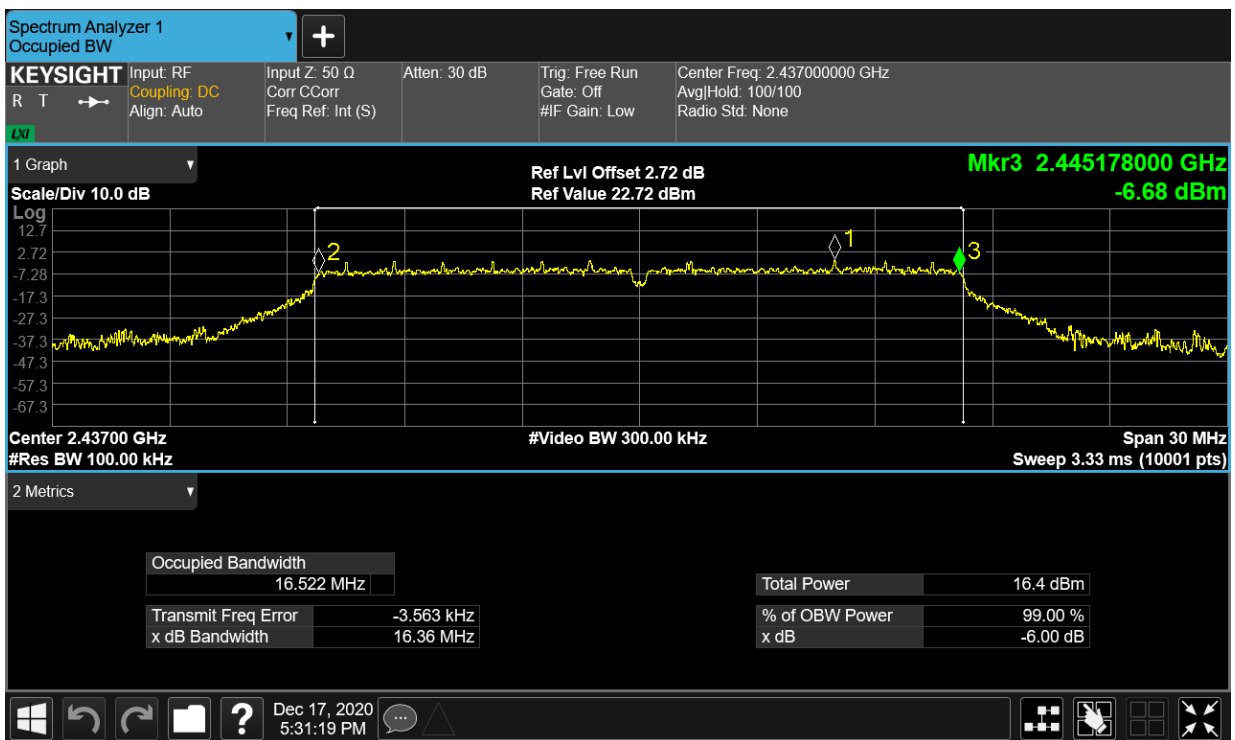 Spectrum Analyzer 1
Occupied BW
+
KEYSIGHT
R T
LXI
Input: RF
Coupling: DC
Align: Auto
Input Z: 50 Ω
Corr CCorr
Freq Ref: Int (S)
Atten: 30 dB
Trig: Free Run
Gate: Off
#IF Gain: Low
Center Freq: 2.437000000 GHz
Avg|Hold: 100/100
Radio Std: None
1 Graph
Ref Lvl Offset 2.72 dB
Mkr3 2.445178000 GHz
Scale/Div 10.0 dB
Ref Value 22.72 dBm
-6.68 dBm
Log
12.7
2.72
-7.28
-17.3
-27.3
-37.3
-47.3
-57.3
-67.3
2
1
3
Center 2.43700 GHz
#Video BW 300.00 kHz
Span 30 MHz
#Res BW 100.00 kHz
Sweep 3.33 ms (10001 pts)
2 Metrics
Occupied Bandwidth
16.522 MHz
Total Power 16.4 dBm
Transmit Freq Error -3.563 kHz
% of OBW Power 99.00 %
x dB Bandwidth 16.36 MHz
x dB -6.00 dB
?
Dec 17, 2020
5:31:19 PM